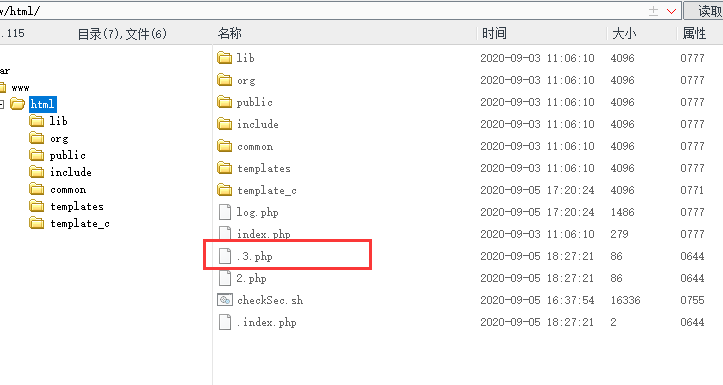 w/html/ 读取
.115 目录(7),文件(6) 名称 时间 大小 属性
ar
www
html
lib
org
public
include
common
templates
template_c
lib 2020-09-03 11:06:10 4096 0777
org 2020-09-03 11:06:10 4096 0777
public 2020-09-03 11:06:10 4096 0777
include 2020-09-03 11:06:10 4096 0777
common 2020-09-03 11:06:10 4096 0777
templates 2020-09-03 11:06:10 4096 0777
template_c 2020-09-05 17:20:24 4096 0771
log.php 2020-09-05 17:20:24 1486 0777
index.php 2020-09-03 11:06:10 279 0777
.3.php 2020-09-05 18:27:21 86 0644
2.php 2020-09-05 18:27:21 86 0644
checkSec.sh 2020-09-05 16:37:54 16336 0755
.index.php 2020-09-05 18:27:21 2 0644